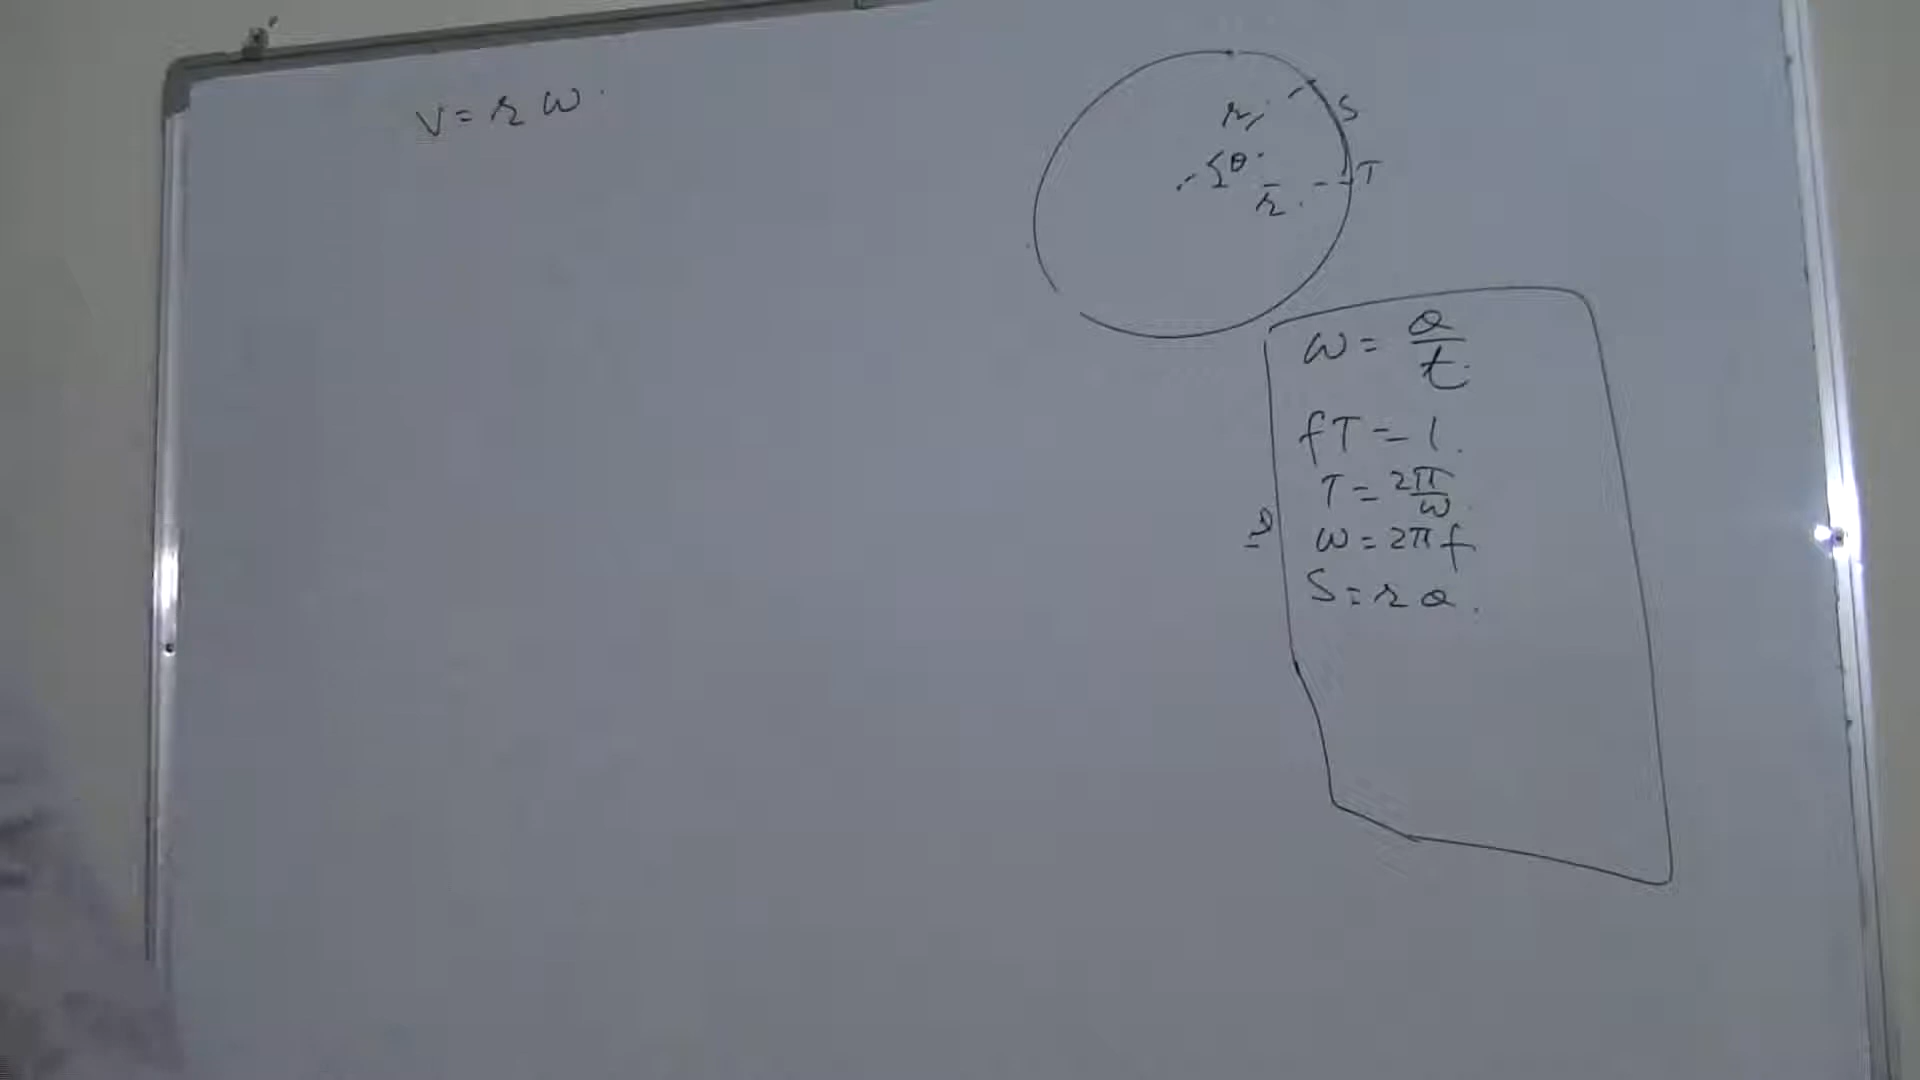 v = r ω.
r
S
θ
T
r.
ω = θ/t.
fT = 1.
T = 2π/ω.
ω = 2πf
S = r θ.